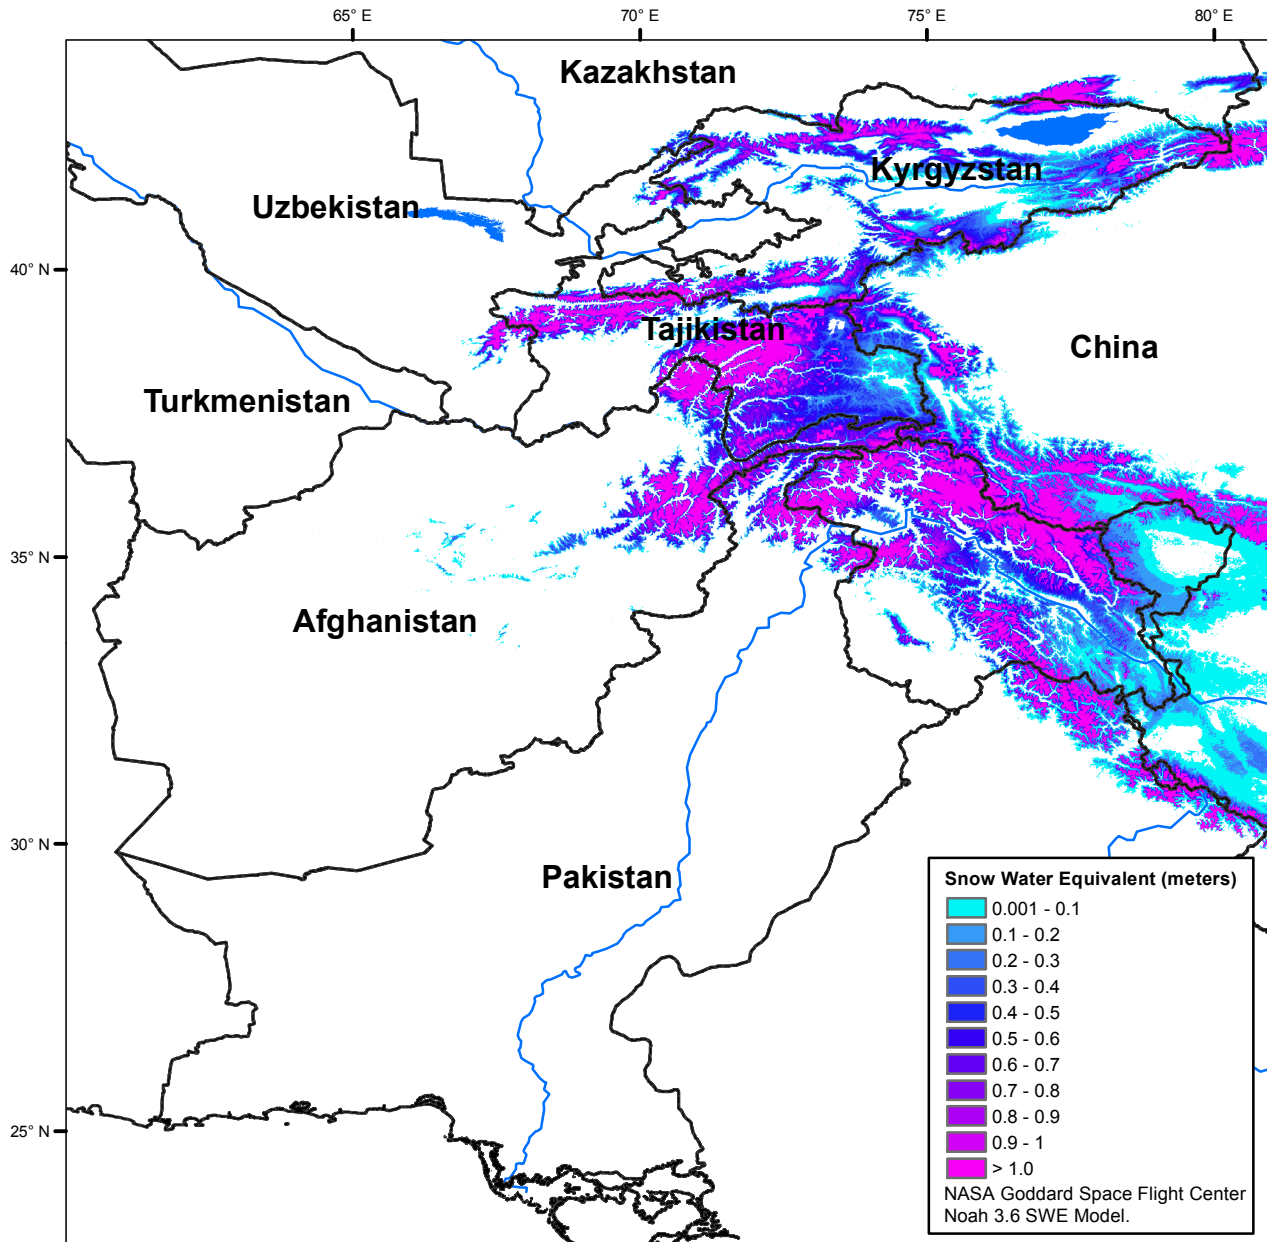 65° E
70° E
75° E
80° E
Kazakhstan
Kyrgyzstan
Uzbekistan
40° N
Tajikistan
China
Turkmenistan
35° N
Afghanistan
30° N
Pakistan
25° N
Snow Water Equivalent (meters)
0.001 - 0.1
0.1 - 0.2
0.2 - 0.3
0.3 - 0.4
0.4 - 0.5
0.5 - 0.6
0.6 - 0.7
0.7 - 0.8
0.8 - 0.9
0.9 - 1
> 1.0
NASA Goddard Space Flight Center
Noah 3.6 SWE Model.